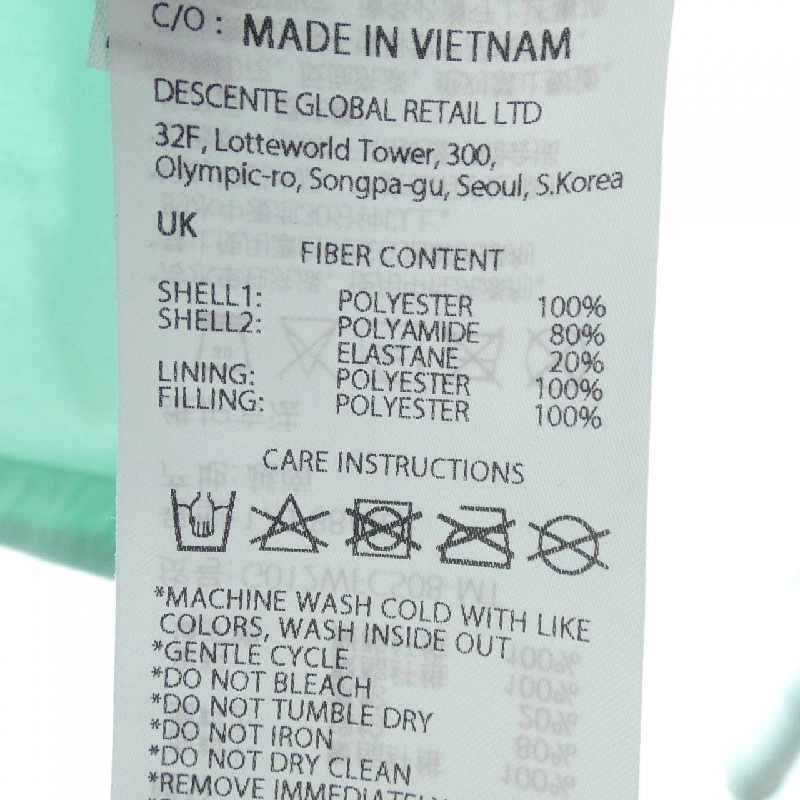 C/O : MADE IN VIETNAM
DESCENTE GLOBAL RETAIL LTD
32F, Lotteworld Tower, 300,
Olympic-ro, Songpa-gu, Seoul, S.Korea
UK
FIBER CONTENT
SHELL1: POLYESTER 100%
SHELL2: POLYAMIDE 80%
ELASTANE 20%
LINING: POLYESTER 100%
FILLING: POLYESTER 100%
CARE INSTRUCTIONS
*MACHINE WASH COLD WITH LIKE
COLORS, WASH INSIDE OUT
*GENTLE CYCLE
*DO NOT BLEACH
*DO NOT TUMBLE DRY
*DO NOT IRON
*DO NOT DRY CLEAN
*REMOVE IMMEDIATELY